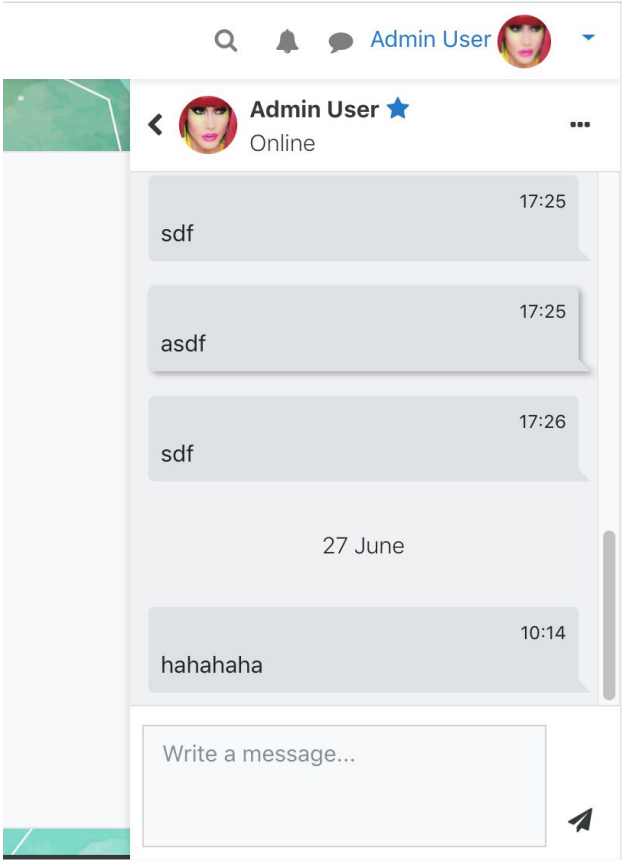 Admin User
Admin User
Online
17:25
sdf
17:25
asdf
17:26
sdf
27 June
10:14
hahahaha
Write a message...